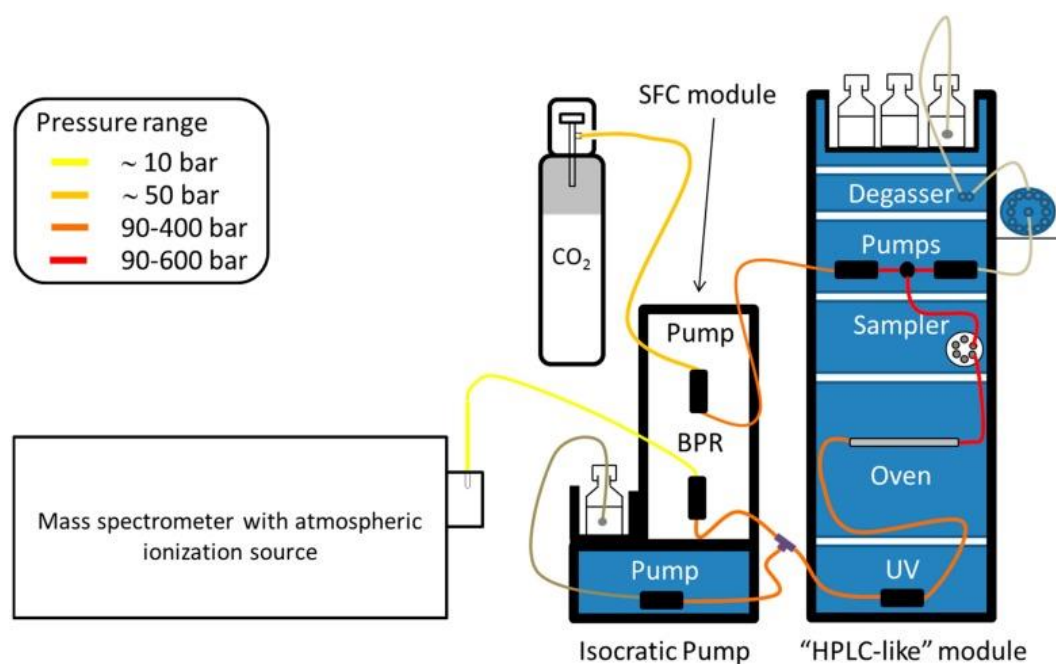 Pressure range
~ 10 bar
~ 50 bar
90-400 bar
90-600 bar
SFC module
CO₂
Pump
BPR
Pump
Isocratic Pump
Degasser
Pumps
Sampler
Oven
UV
“HPLC-like” module
Mass spectrometer with atmospheric
ionization source